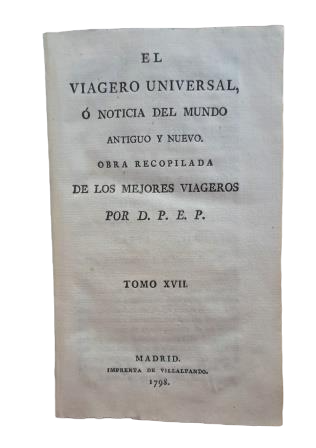 EL
VIAGERO UNIVERSAL,
Ó NOTICIA DEL MUNDO
ANTIGUO Y NUEVO.
OBRA RECOPILADA
DE LOS MEJORES VIAGEROS
POR D. P. E. P.
TOMO XVII.
MADRID.
IMPRENTA DE VILLALPANDO.
1798.